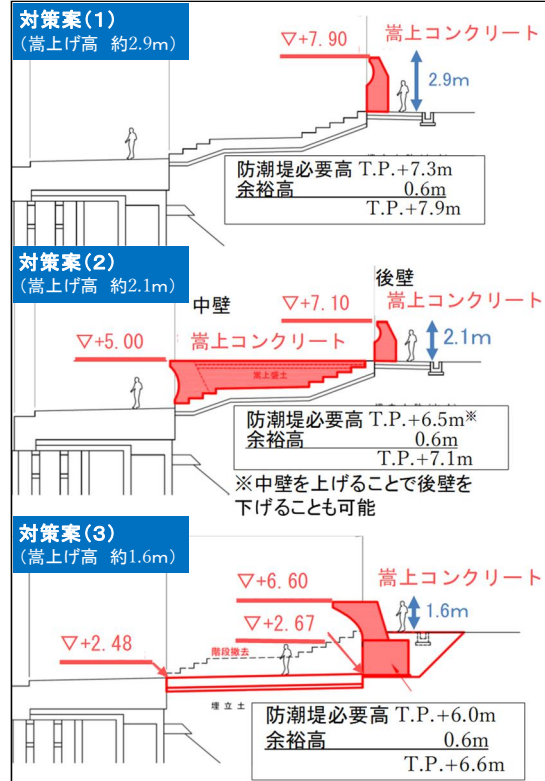 対策案(1)
(嵩上げ高 約2.9m)
▽+7.90
嵩上コンクリート
2.9m
防潮堤必要高 T.P.+7.3m
余裕高 0.6m
T.P.+7.9m
対策案(2)
(嵩上げ高 約2.1m)
中壁
後壁
▽+7.10
嵩上コンクリート
▽+5.00
嵩上コンクリート
2.1m
嵩上盛土
防潮堤必要高 T.P.+6.5m※
余裕高 0.6m
T.P.+7.1m
※中壁を上げることで後壁を
下げることも可能
対策案(3)
(嵩上げ高 約1.6m)
▽+6.60
嵩上コンクリート
1.6m
▽+2.67
▽+2.48
階段撤去
埋立土
防潮堤必要高 T.P.+6.0m
余裕高 0.6m
T.P.+6.6m